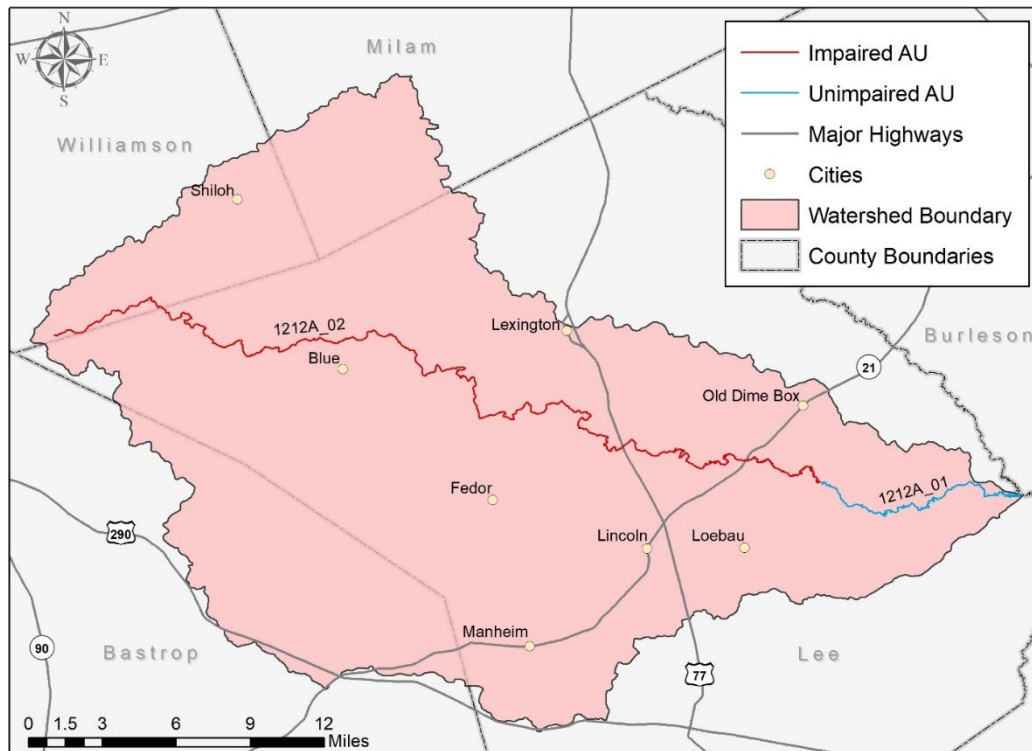 N
W E
S
Milam
Williamson
Impaired AU
Unimpaired AU
Major Highways
Cities
Watershed Boundary
County Boundaries
Shiloh
1212A_02
Lexington
Burleson
Blue
21
Old Dime Box
Fedor
1212A_01
290
Lincoln
Loebau
Manheim
90
Bastrop
Lee
77
0 1.5 3 6 9 12
Miles